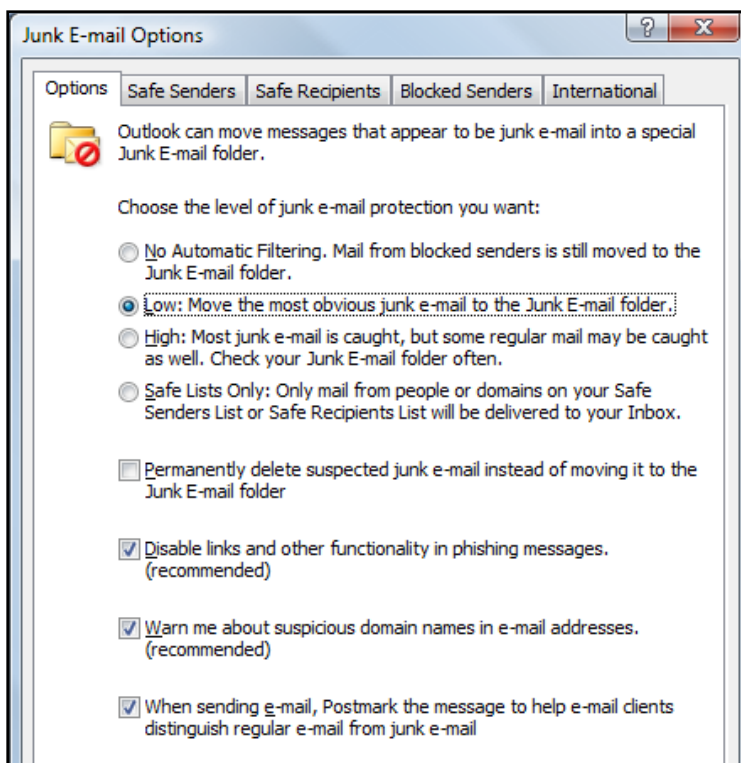 Junk E-mail Options
?
X
Options
Safe Senders
Safe Recipients
Blocked Senders
International
Outlook can move messages that appear to be junk e-mail into a special
Junk E-mail folder.
Choose the level of junk e-mail protection you want:
No Automatic Filtering. Mail from blocked senders is still moved to the
Junk E-mail folder.
Low: Move the most obvious junk e-mail to the Junk E-mail folder.
High: Most junk e-mail is caught, but some regular mail may be caught
as well. Check your Junk E-mail folder often.
Safe Lists Only: Only mail from people or domains on your Safe
Senders List or Safe Recipients List will be delivered to your Inbox.
Permanently delete suspected junk e-mail instead of moving it to the
Junk E-mail folder
Disable links and other functionality in phishing messages.
(recommended)
Warn me about suspicious domain names in e-mail addresses.
(recommended)
When sending e-mail, Postmark the message to help e-mail clients
distinguish regular e-mail from junk e-mail